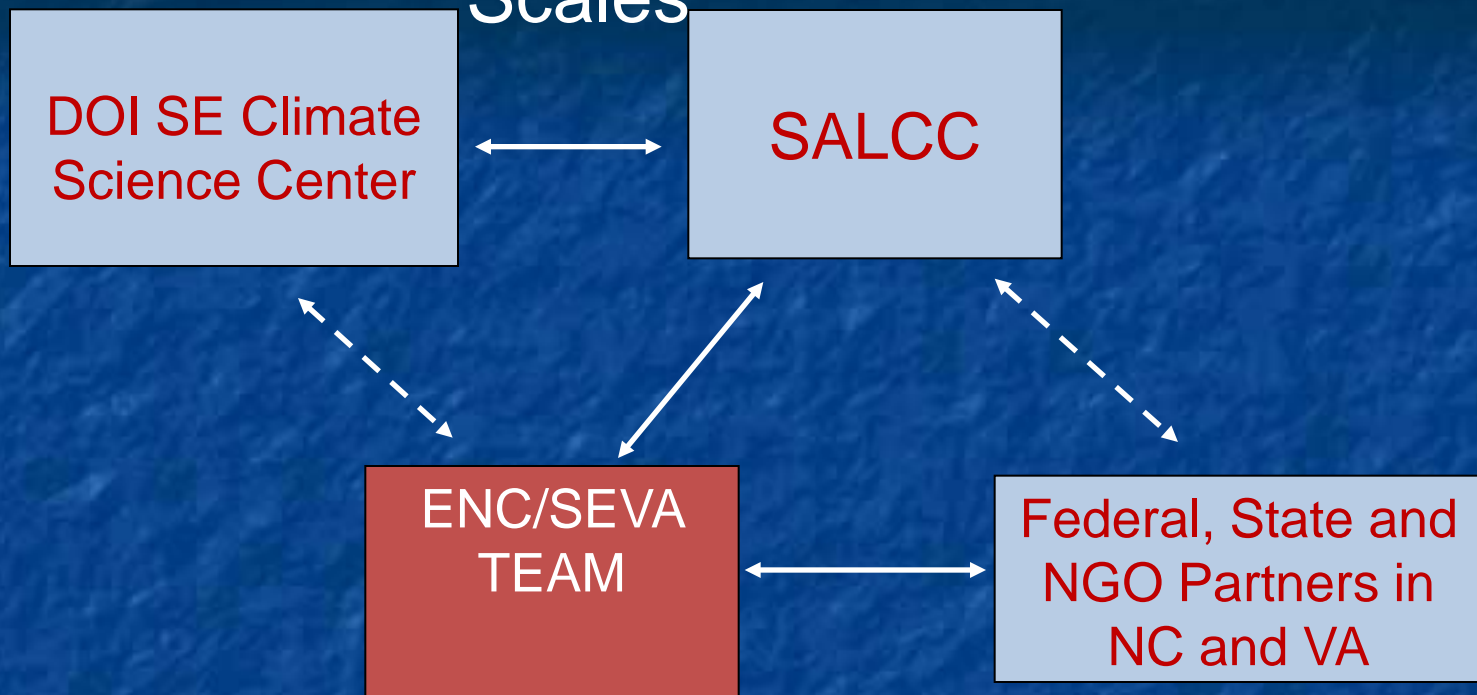 Scales
DOI SE Climate
Science Center
SALCC
ENC/SEVA
TEAM
Federal, State and
NGO Partners in
NC and VA